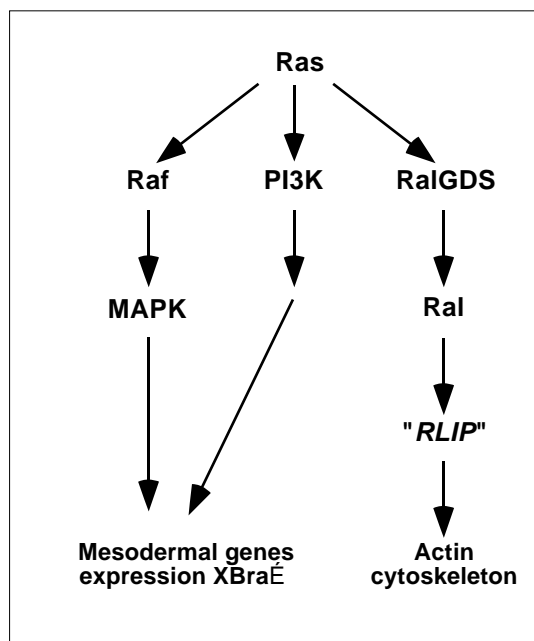 Ras
Raf PI3K RalGDS
MAPK Ral
"RLIP"
Mesodermal genes
expression XBraÉ
Actin
cytoskeleton